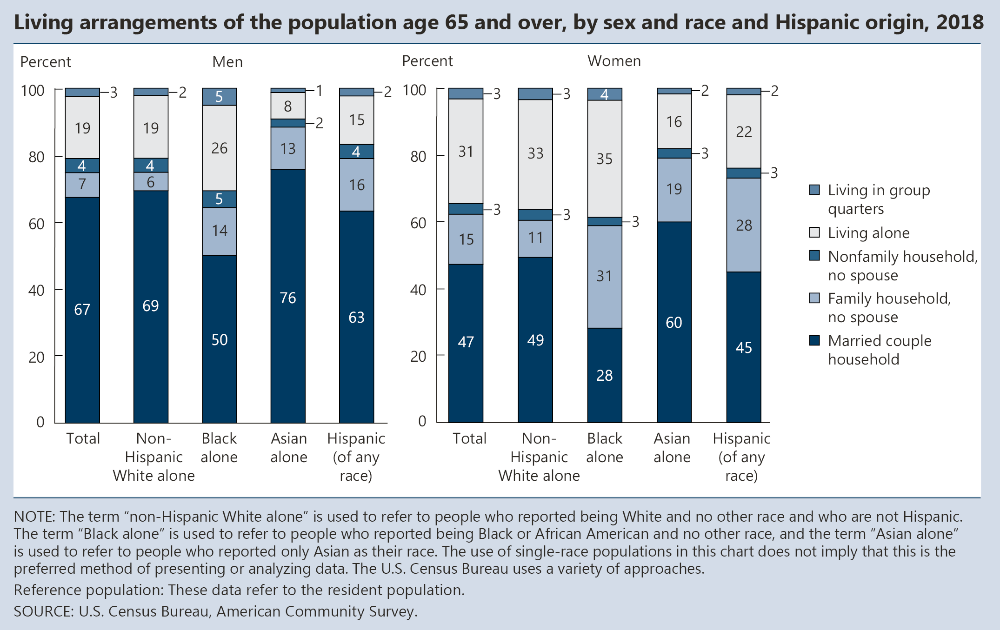 Living arrangements of the population age 65 and over, by sex and race and Hispanic origin, 2018
Percent
Men
100
80
60
40
20
0
3
19
4
7
67
2
19
4
6
69
5
26
5
14
50
1
8
2
13
76
2
15
4
16
63
Total
Non-
Hispanic
White alone
Black
alone
Asian
alone
Hispanic
(of any
race)
Percent
Women
100
80
60
40
20
0
3
31
3
15
47
3
33
3
11
49
4
35
3
31
28
2
16
3
19
60
2
22
3
28
45
Total
Non-
Hispanic
White alone
Black
alone
Asian
alone
Hispanic
(of any
race)
Living in group
quarters
Living alone
Nonfamily household,
no spouse
Family household,
no spouse
Married couple
household
NOTE: The term “non-Hispanic White alone” is used to refer to people who reported being White and no other race and who are not Hispanic.
The term “Black alone” is used to refer to people who reported being Black or African American and no other race, and the term “Asian alone”
is used to refer to people who reported only Asian as their race. The use of single-race populations in this chart does not imply that this is the
preferred method of presenting or analyzing data. The U.S. Census Bureau uses a variety of approaches.
Reference population: These data refer to the resident population.
SOURCE: U.S. Census Bureau, American Community Survey.